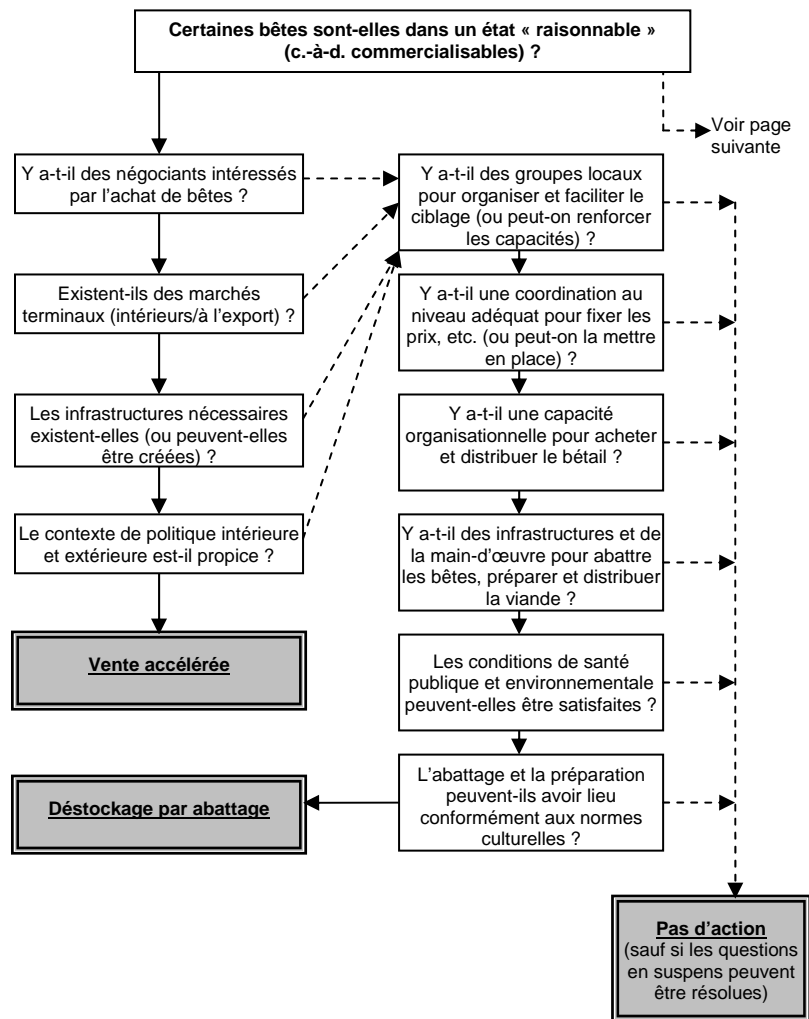 Certaines bêtes sont-elles dans un état « raisonnable »
(c.-à-d. commercialisables) ?
Voir page
suivante
Y a-t-il des négociants intéressés
par l’achat de bêtes ?
Existent-ils des marchés
terminaux (intérieurs/à l’export) ?
Les infrastructures nécessaires
existent-elles (ou peuvent-elles
être créées) ?
Le contexte de politique intérieure
et extérieure est-il propice ?
Vente accélérée
Y a-t-il des groupes locaux
pour organiser et faciliter le
ciblage (ou peut-on renforcer
les capacités) ?
Y a-t-il une coordination au
niveau adéquat pour fixer les
prix, etc. (ou peut-on la mettre
en place) ?
Y a-t-il une capacité
organisationnelle pour acheter
et distribuer le bétail ?
Y a-t-il des infrastructures et de
la main-d’œuvre pour abattre
les bêtes, préparer et distribuer
la viande ?
Les conditions de santé
publique et environnementale
peuvent-elles être satisfaites ?
L’abattage et la préparation
peuvent-ils avoir lieu
conformément aux normes
culturelles ?
Déstockage par abattage
Pas d’action
(sauf si les questions
en suspens peuvent
être résolues)